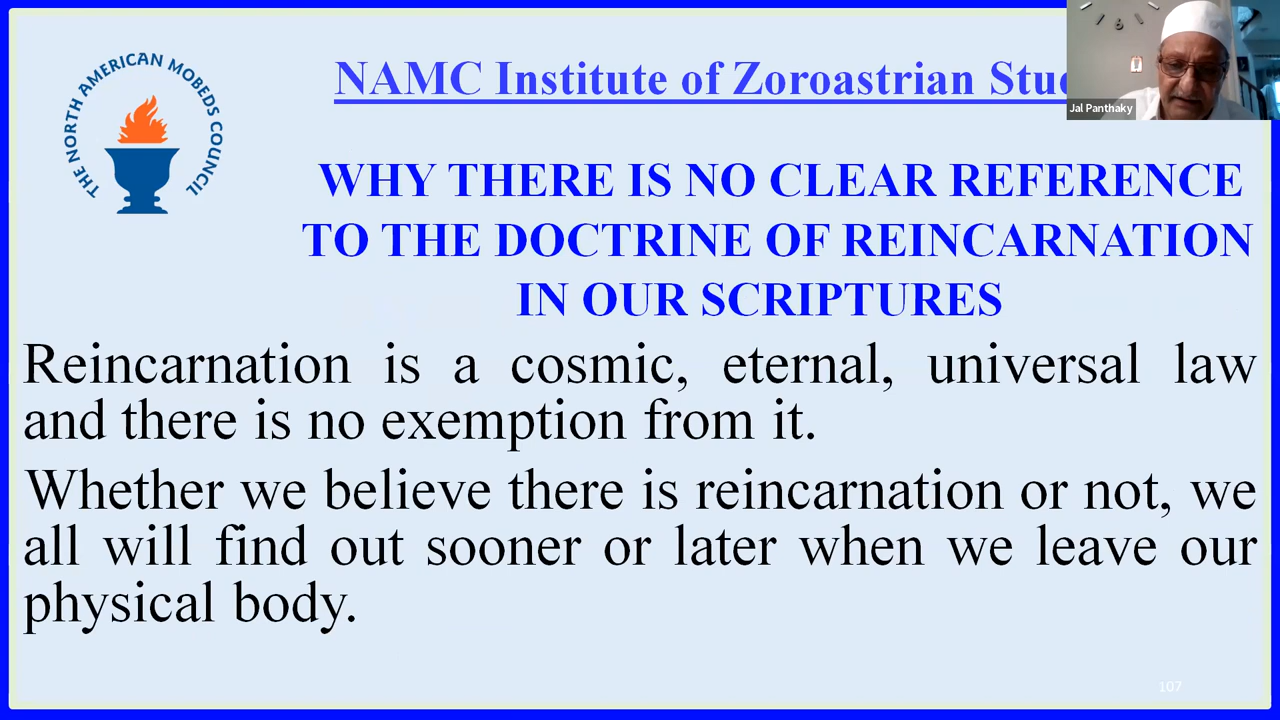 THE NORTH AMERICAN MOBEDS COUNCIL
NAMC Institute of Zoroastrian
Jal Panthaky
WHY THERE IS NO CLEAR REFERENCE
TO THE DOCTRINE OF REINCARNATION
IN OUR SCRIPTURES
Reincarnation is a cosmic, eternal, universal law
and there is no exemption from it.
Whether we believe there is reincarnation or not, we
all will find out sooner or later when we leave our
physical body.
107